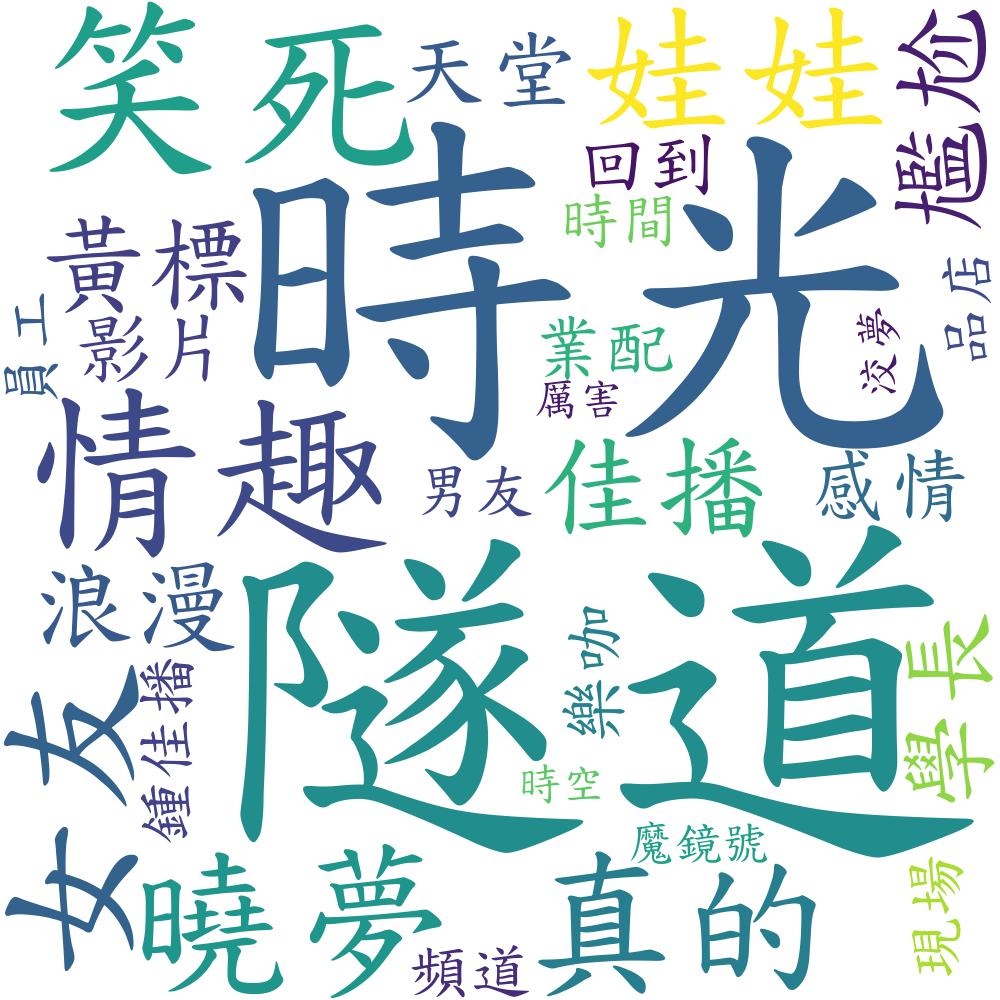 笑死
天堂
娃娃
尷尬
時光
回到
時間
黃標
影片
員工
品店
業配
洨夢
厲害
情趣
佳播
男友
感情
隧道
浪漫
樂咖
學長
女友
鍾佳播
時空
魔鏡號
曉夢
真的
現場
頻道